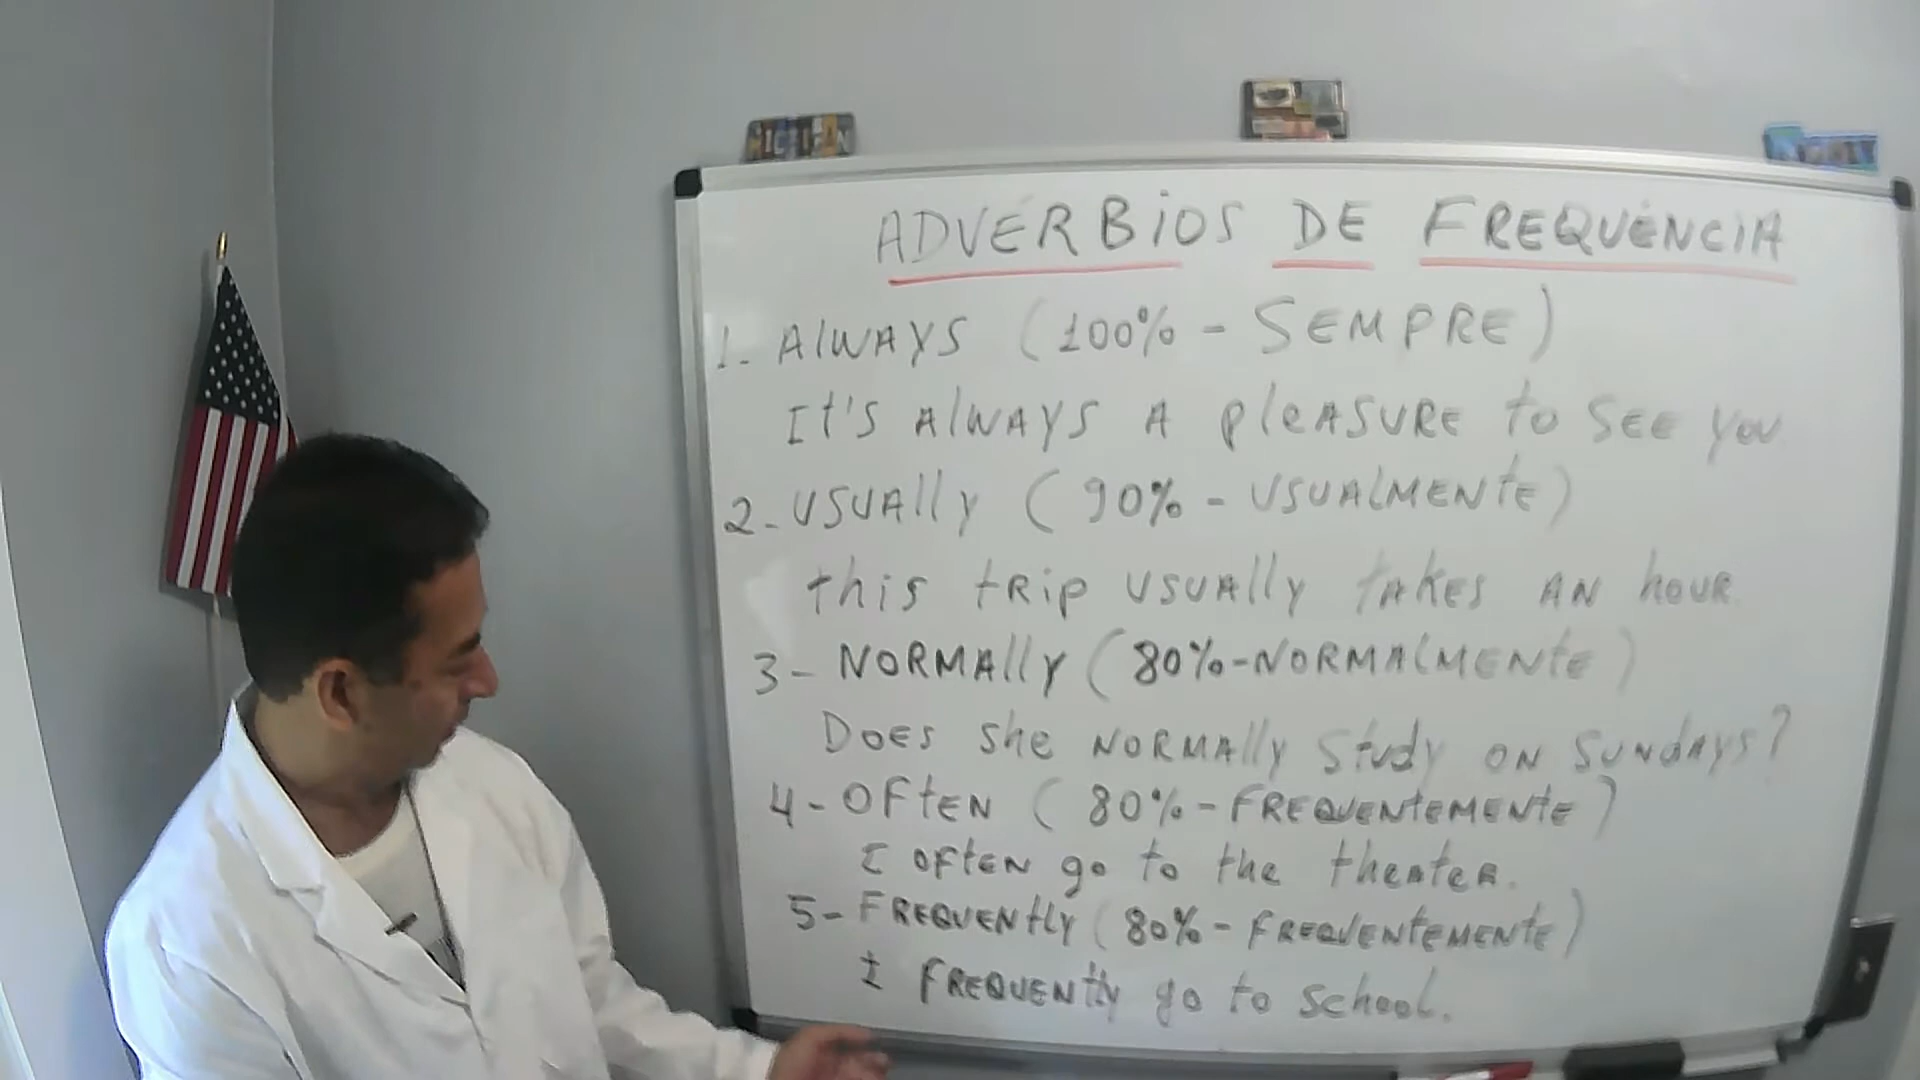 MICHIGAN
ADVÉRBIOS DE FREQUÊNCIA
1. ALWAYS (100% - SEMPRE)
It's ALWAYS A PLEASURE to SEE you
2- USUALLY (90% - USUALMENTE)
this tRip USUALLY tAKES AN hOUR
3- NORMALLY (80%-NORMALMENTE)
DOES She NORMALLY Study ON SUNDAYS?
4- OFTEN (80% - FREQUENTEMENTE)
I OFTEN go to the theater.
5- FREQUENTLY (80% - FREQUENTEMENTE)
I FREQUENTLY go to School.